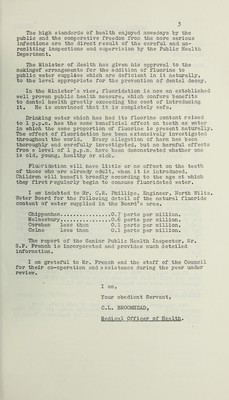 3
The high standards of health enjoyed nowadays by the
public and the comparative freedom from the more serious
infections are the direct result of the careful and un-
remitting inspections and supervision by the Public Health
Department.
The Minister of Health has given his approval to the
making of arrangements for the addition of fluorine to
public water supplies which are deficient in it naturally,
to the level appropriate for the prevention of dental decay.
In the Minister's view, fluoridation is now an established
well proven public health measure, which confers benefits
to dental health greatly exceeding the cost of introducing
it. He is convinced that it is completely safe.
Drinking water which has had its fluorine content raised
to 1 p.p.m. has the same beneficial effect on teeth as water
in which the same proportion of fluorine is present naturally.
The effect of fluoridation has been extensively investigated
throughout the world. Every allegation of harm has been
thoroughly and carefully investigated, but no harmful effects
from a level of 1 p.p.m. have been demonstrated whether one
is old, young, healthy or sick.
Fluoridation will have little or no effect on the teeth
of those who are already adult, when it is introduced.
Children will benefit broadly according to the age at which
they first regularly begin to consume fluoridated water.
I am indebted to Mr. C.H. Phillips, Engineer, North Wilts.
Water Board for the following detail of the natural fluoride
content of water supplied in the Board's area.
Chippenham...............0.7 parts per million.
Malmesbury...............0.6 parts per million.
Corsham less than 0.1 parts per million.
Calne less than 0.1 parts per million.
The report of the Senior Public Health Inspector, Mr.
S.F. French is incorporated and provides much detailed
information.
I am grateful to Mr. French and the staff of the Council
for their co-operation and assistance during the year under
review.
I am,
Your obedient Servant,
C.L. BROOMHEAD,
Medical Officer of Health.